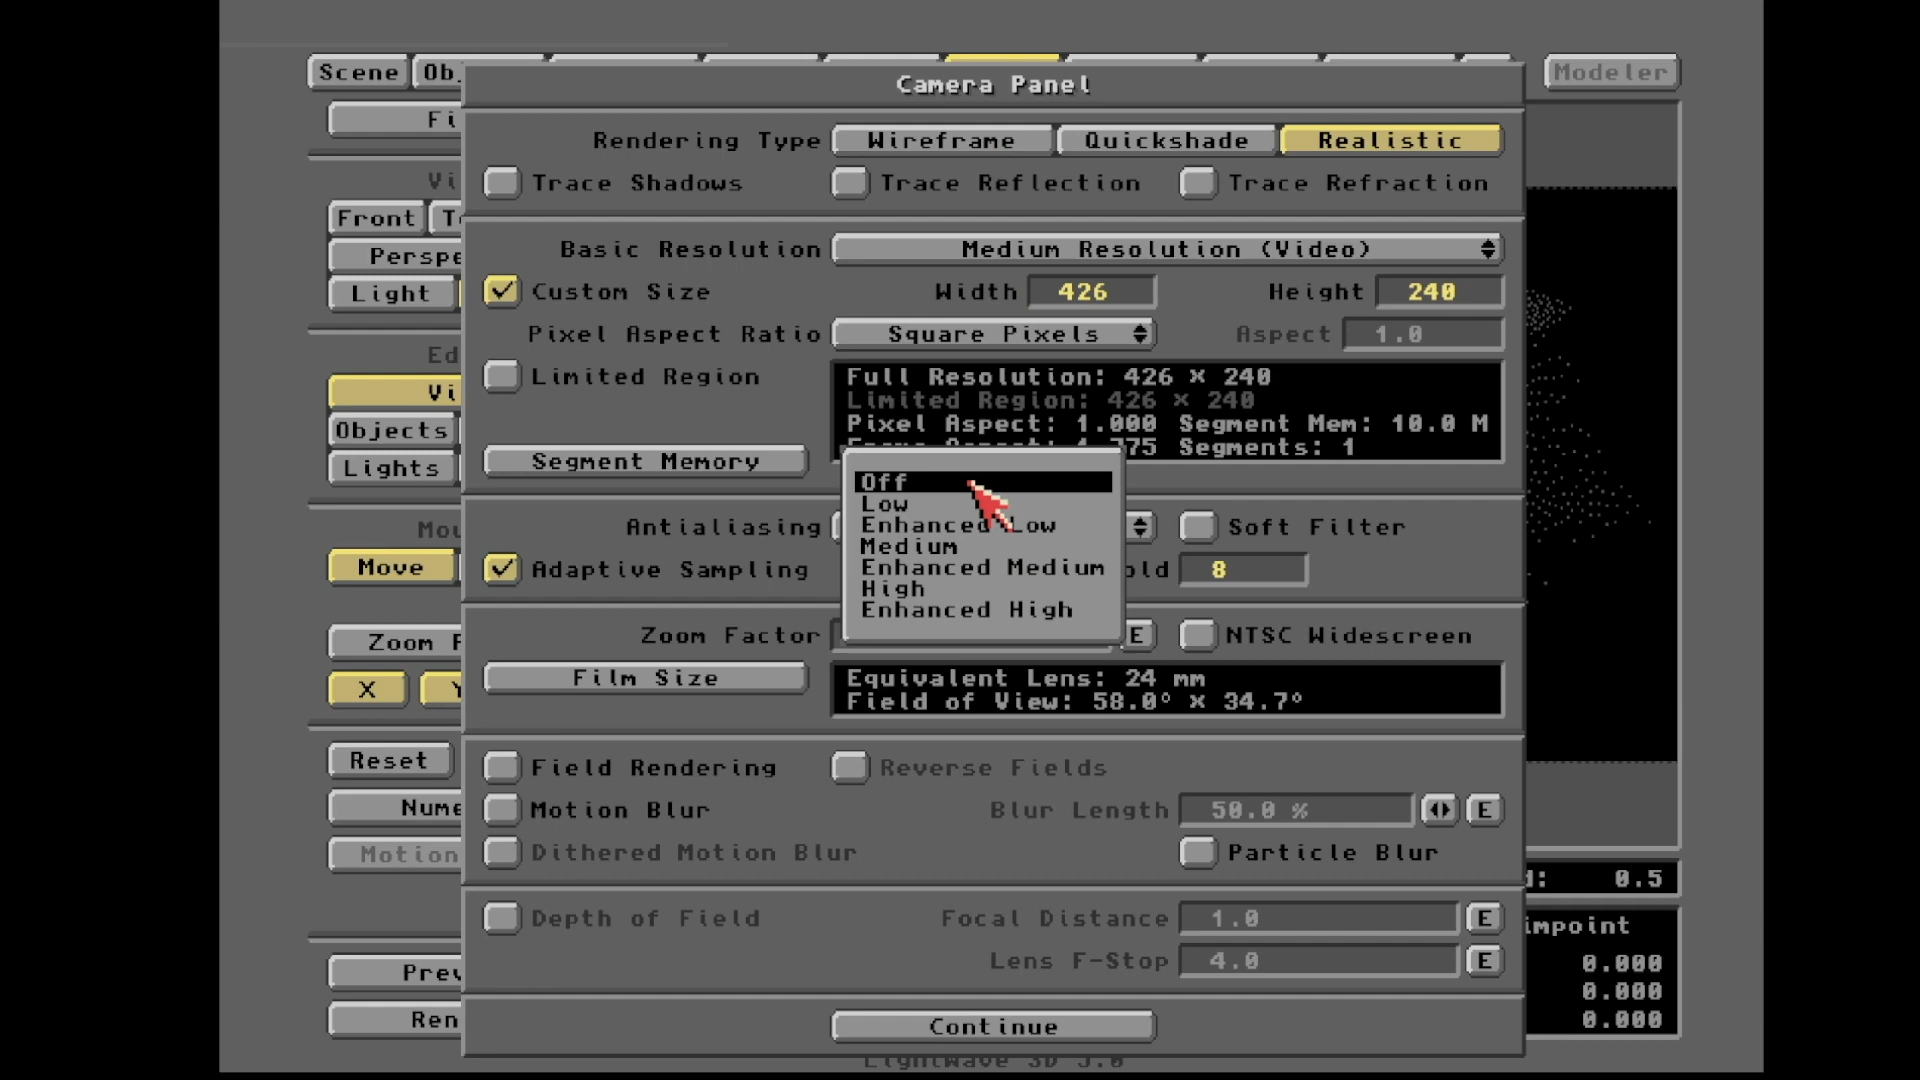 Scene Ob
Camera Panel
Modeler
Fi
Rendering Type Wireframe Quickshade Realistic
Trace Shadows Trace Reflection Trace Refraction
Vi
Front T
Basic Resolution Medium Resolution (Video)
Perspe
Light
Custom Size Width 426 Height 240
Pixel Aspect Ratio Square Pixels Aspect 1.0
Ed
Limited Region
Full Resolution: 426 × 240
Limited Region: 426 × 240
Pixel Aspect: 1.000 Segment Mem: 10.0 M
Segments: 1
Vi
Objects
Lights
Segment Memory
Off
Low
Enhanced Low
Medium
Enhanced Medium
High
Enhanced High
Mou
Antialiasing Soft Filter
Move
Adaptive Sampling old 8
Zoom F
Zoom Factor E NTSC Widescreen
X Y
Film Size
Equivalent Lens: 24 mm
Field of View: 58.0° × 34.7°
Reset
Field Rendering Reverse Fields
Nume
Motion Blur Blur Length 50.0 % E
Motion
Dithered Motion Blur Particle Blur
d: 0.5
Depth of Field Focal Distance 1.0 E
impoint
Lens F-Stop 4.0 E
0.000
0.000
0.000
Prev
Ren
Continue
LightWave 3D 5.0